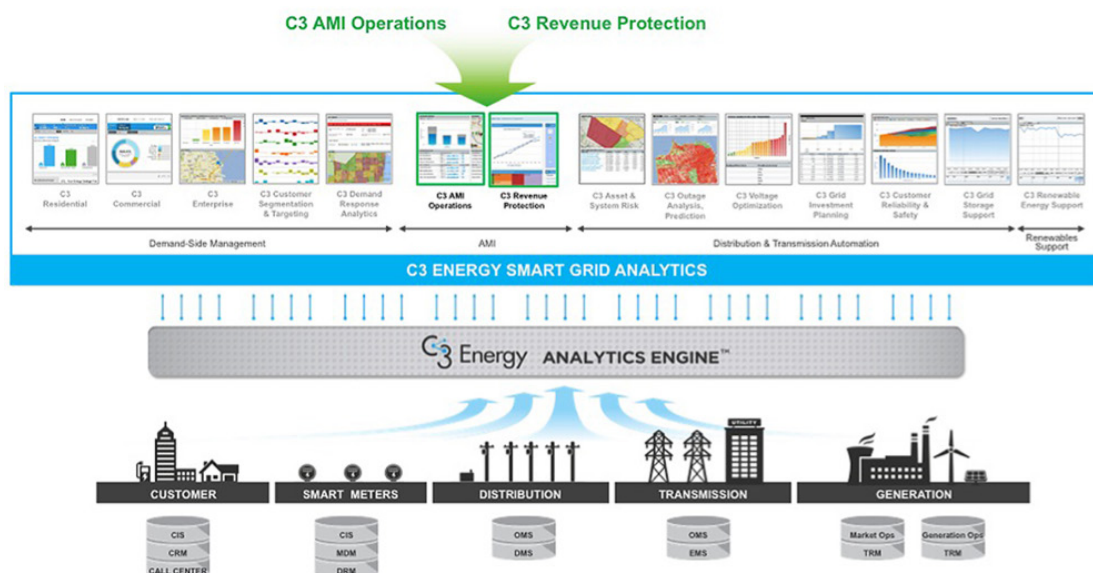 C3 AMI Operations
C3 Revenue Protection
C3
Residential
C3
Commercial
C3
Enterprise
C3 Customer
Segmentation
& Targeting
C3 Demand
Response
Analytics
C3 AMI
Operations
C3 Revenue
Protection
C3 Asset &
System Risk
C3 Outage
Analysis,
Prediction
C3 Voltage
Optimization
C3 Grid
Investment
Planning
C3 Customer
Reliability &
Safety
C3 Grid
Storage
Support
C3 Renewable
Energy Support
Demand-Side Management
AMI
Distribution & Transmission Automation
Renewables
Support
C3 ENERGY SMART GRID ANALYTICS
C3 Energy ANALYTICS ENGINE™
UTILITY
CUSTOMER
SMART METERS
DISTRIBUTION
TRANSMISSION
GENERATION
CIS
CRM
CALL CENTER
CIS
MDM
DRM
OMS
DMS
OMS
EMS
Market Ops
TRM
Generation Ops
TRM